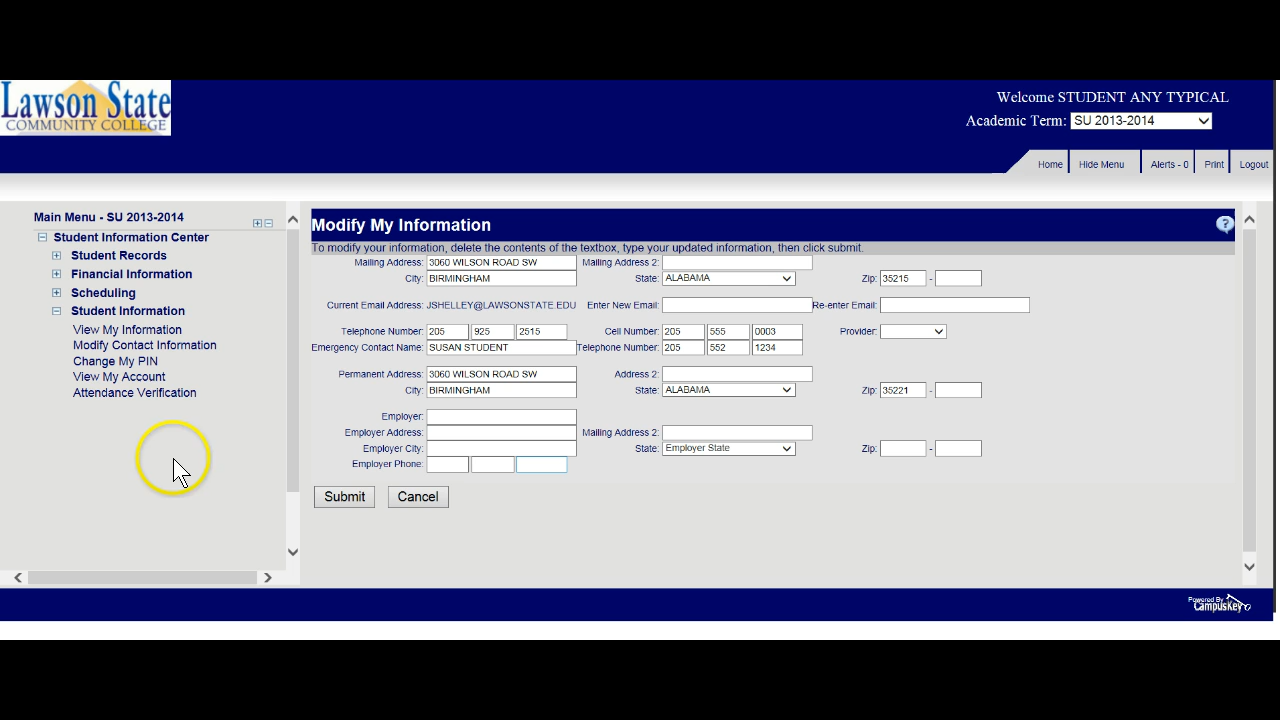 Lawson State
COMMUNITY COLLEGE
Welcome STUDENT ANY TYPICAL
Academic Term: SU 2013-2014
Home Hide Menu Alerts - 0 Print Logout
Main Menu - SU 2013-2014
Student Information Center
Student Records
Financial Information
Scheduling
Student Information
View My Information
Modify Contact Information
Change My PIN
View My Account
Attendance Verification
Modify My Information
To modify your information, delete the contents of the textbox, type your updated information, then click submit.
Mailing Address: 3060 WILSON ROAD SW Mailing Address 2:
City: BIRMINGHAM State: ALABAMA Zip: 35215 -
Current Email Address: JSHELLEY@LAWSONSTATE.EDU Enter New Email: Re-enter Email:
Telephone Number: 205 925 2515 Cell Number: 205 555 0003 Provider:
Emergency Contact Name: SUSAN STUDENT Telephone Number: 205 552 1234
Permanent Address: 3060 WILSON ROAD SW Address 2:
City: BIRMINGHAM State: ALABAMA Zip: 35221 -
Employer:
Employer Address: Mailing Address 2:
Employer City: State: Employer State Zip: -
Employer Phone:
Submit Cancel
Powered By
CampusKey